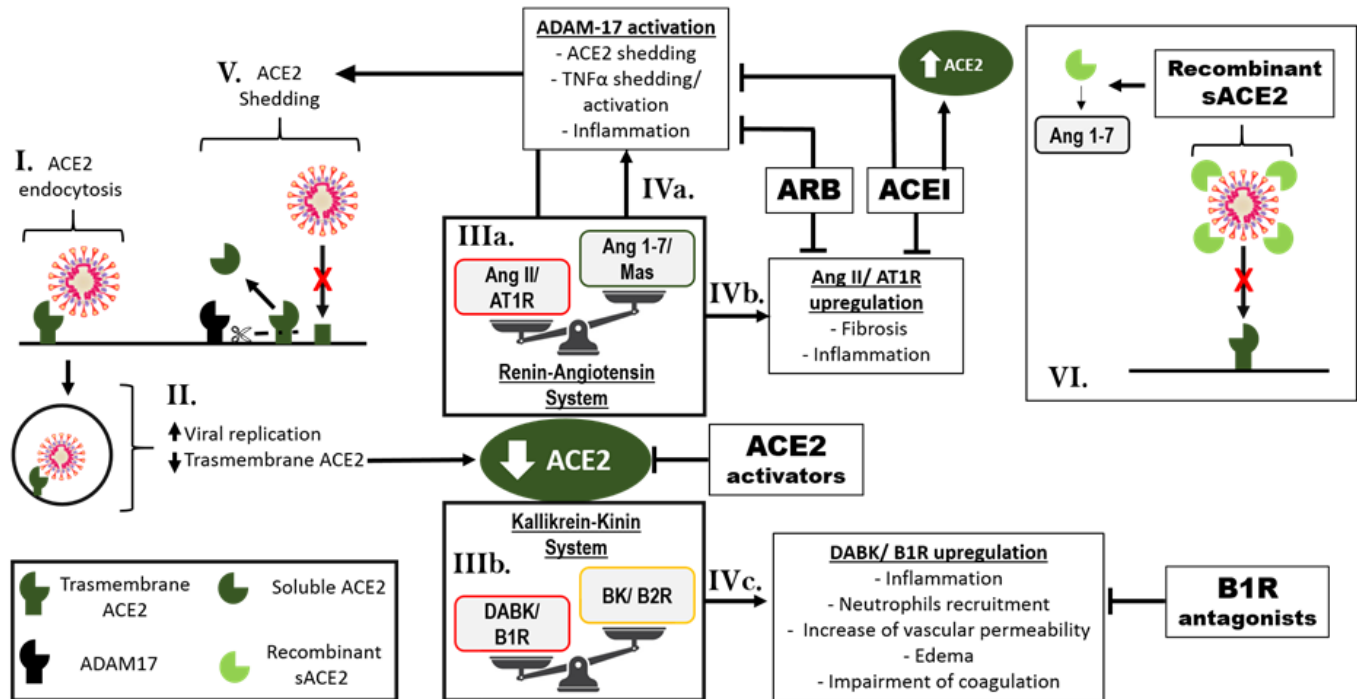 I. ACE2
endocytosis
V. ACE2
Shedding
ADAM-17 activation
- ACE2 shedding
- TNFα shedding/
activation
- Inflammation
ACE2
ARB
ACEI
Recombinant
sACE2
Ang 1-7
VI.
IVa.
IIIa.
Ang II/
AT1R
Ang 1-7/
Mas
Renin-Angiotensin
System
IVb.
Ang II/ AT1R
upregulation
- Fibrosis
- Inflammation
II.
Viral replication
Trasmembrane ACE2
ACE2
ACE2
activators
Kallikrein-Kinin
System
IIIb.
DABK/
B1R
BK/ B2R
IVc.
DABK/ B1R upregulation
- Inflammation
- Neutrophils recruitment
- Increase of vascular permeability
- Edema
- Impairment of coagulation
B1R
antagonists
Trasmembrane
ACE2
Soluble ACE2
ADAM17
Recombinant
sACE2